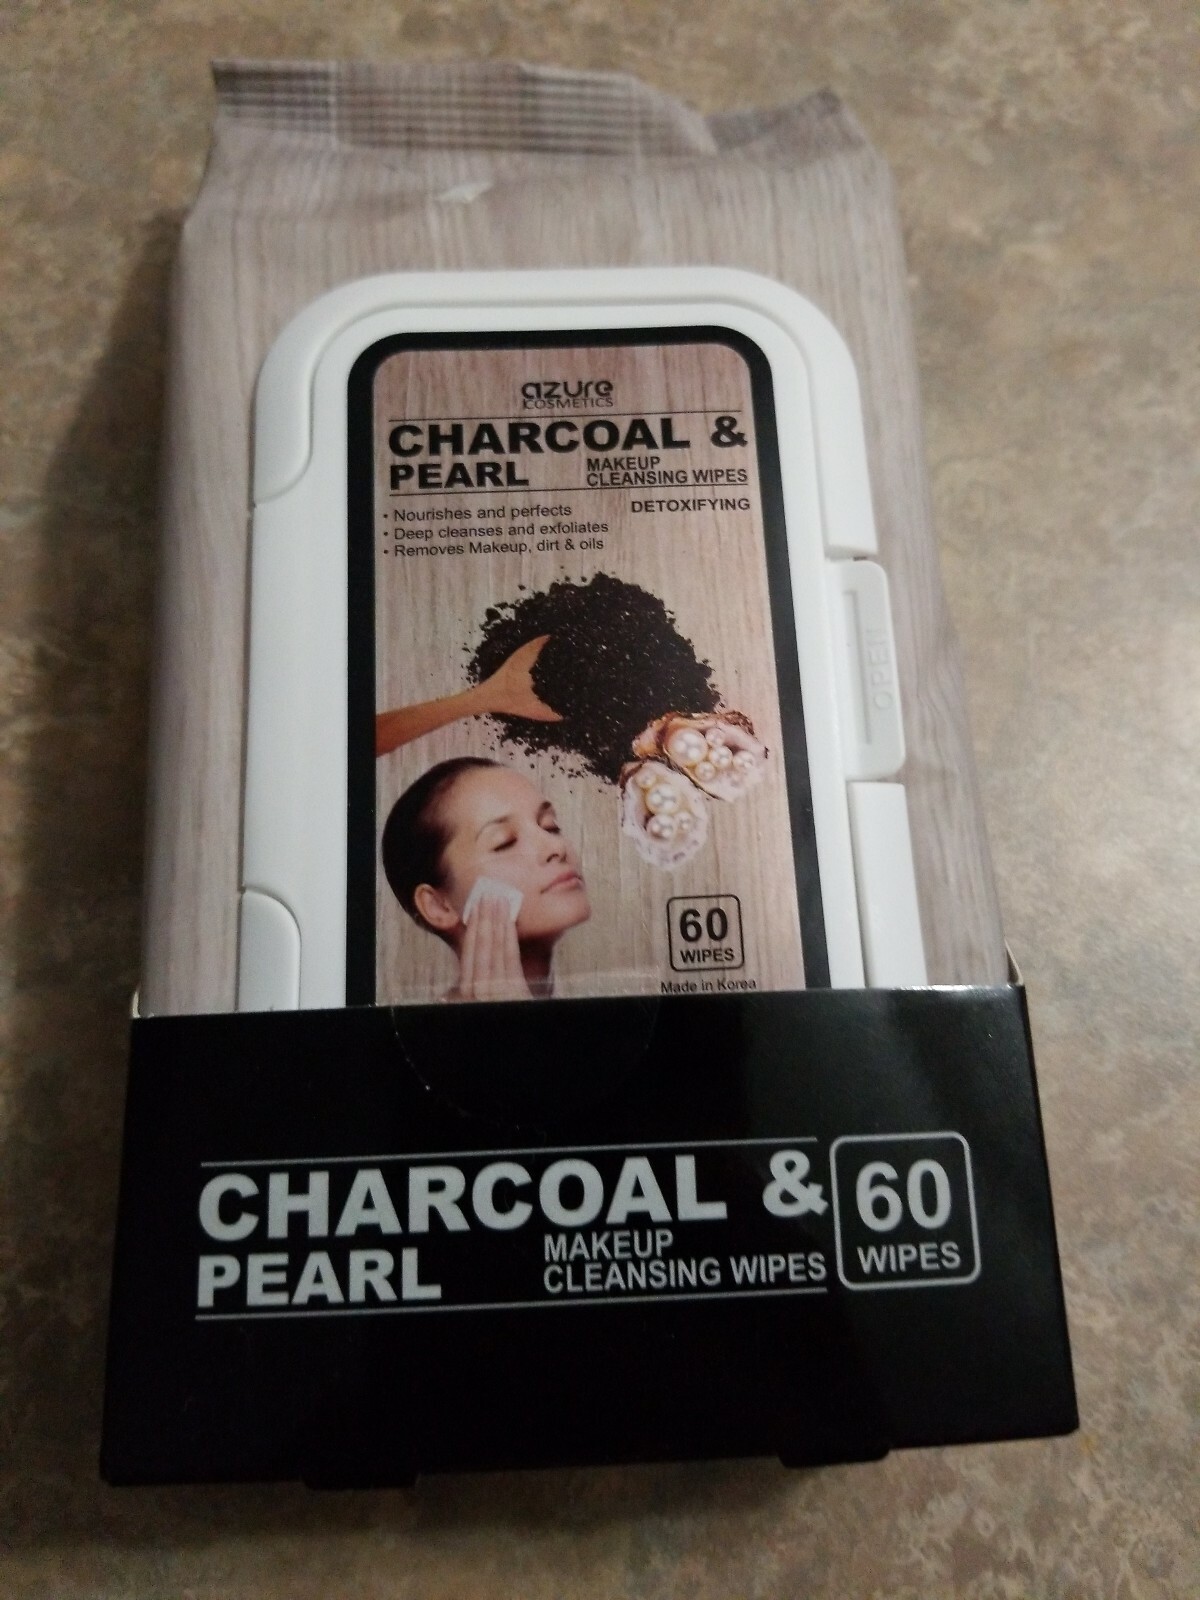 azure
COSMETICS
CHARCOAL &
PEARL MAKEUP
CLEANSING WIPES
DETOXIFYING
• Nourishes and perfects
• Deep cleanses and exfoliates
• Removes Makeup, dirt & oils
OPEN
60
WIPES
Made in Korea
CHARCOAL &
PEARL MAKEUP
CLEANSING WIPES
60
WIPES